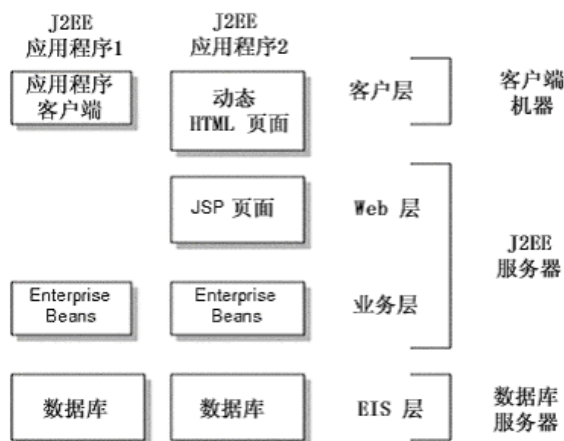 J2EE
应用程序1
J2EE
应用程序2
应用程序
客户端
动态
HTML 页面
客户层
客户端
机器
JSP 页面
Web 层
J2EE
服务器
Enterprise
Beans
Enterprise
Beans
业务层
数据库
数据库
EIS 层
数据库
服务器